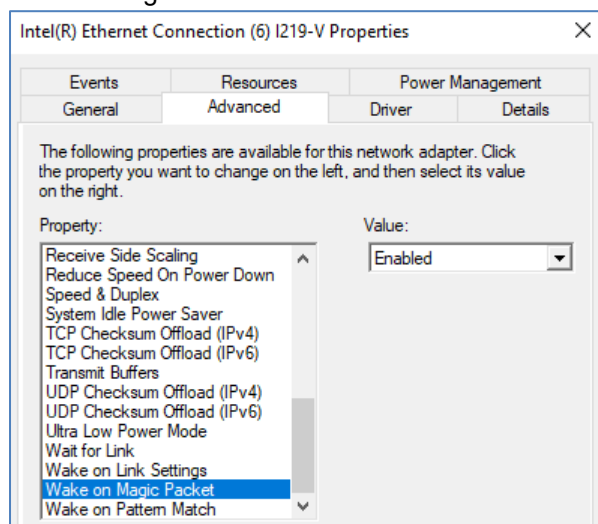 Intel(R) Ethernet Connection (6) I219-V Properties
Events Resources Power Management
General Advanced Driver Details
The following properties are available for this network adapter. Click
the property you want to change on the left, and then select its value
on the right.
Property: Value:
Receive Side Scaling Enabled
Reduce Speed On Power Down
Speed & Duplex
System Idle Power Saver
TCP Checksum Offload (IPv4)
TCP Checksum Offload (IPv6)
Transmit Buffers
UDP Checksum Offload (IPv4)
UDP Checksum Offload (IPv6)
Ultra Low Power Mode
Wait for Link
Wake on Link Settings
Wake on Magic Packet
Wake on Pattern Match